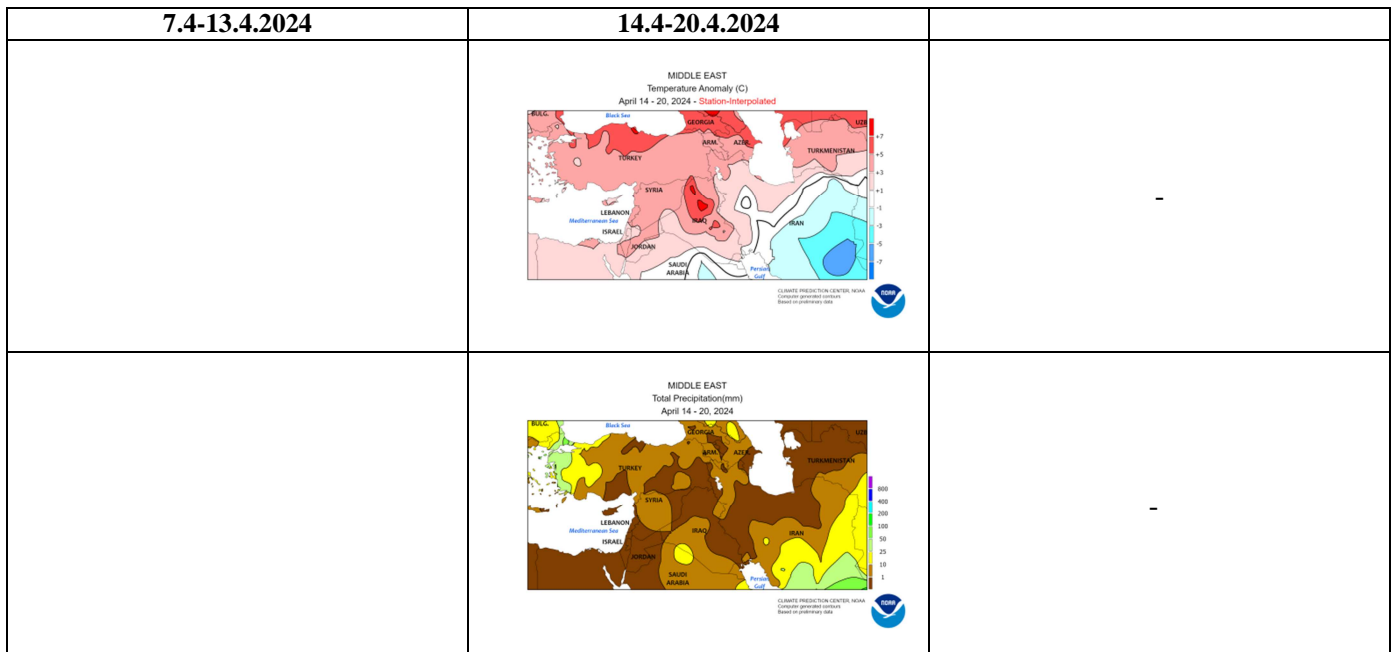 7.4-13.4.2024
14.4-20.4.2024
MIDDLE EAST
Temperature Anomaly (C)
April 14 - 20, 2024 - Station-Interpolated
BULG.
Black Sea
GEORGIA
UZB
ARM.
AZER.
TURKMENISTAN
TURKEY
SYRIA
LEBANON
Mediterranean Sea
IRAQ
IRAN
ISRAEL
JORDAN
SAUDI
ARABIA
Persian
Gulf
+7
+5
+3
+1
-1
-3
-5
-7
CLIMATE PREDICTION CENTER, NOAA
Computer generated contours
Based on preliminary data
NOAA
-
MIDDLE EAST
Total Precipitation(mm)
April 14 - 20, 2024
BULG.
Black Sea
GEORGIA
UZB
ARM.
AZER.
TURKMENISTAN
TURKEY
SYRIA
LEBANON
Mediterranean Sea
IRAQ
IRAN
ISRAEL
JORDAN
SAUDI
ARABIA
Persian
Gulf
800
400
200
100
50
25
10
1
CLIMATE PREDICTION CENTER, NOAA
Computer generated contours
Based on preliminary data
NOAA
-